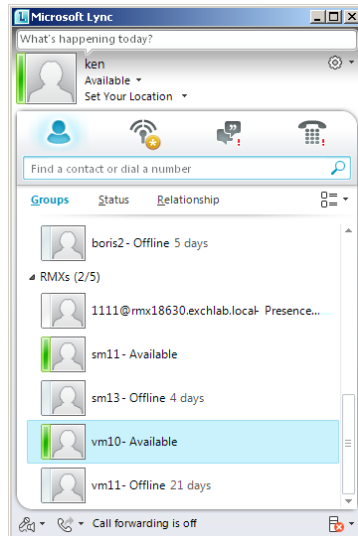 Microsoft Lync
What's happening today?
ken
Available
Set Your Location
Find a contact or dial a number
Groups Status Relationship
boris2 - Offline 5 days
RMXs (2/5)
1111@rmx18630.exchlab.local- Presence...
sm11 - Available
sm13 - Offline 4 days
vm10 - Available
vm11 - Offline 21 days
Call forwarding is off